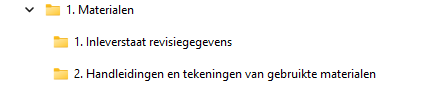 1. Materialen
1. Inleverstaat revisiegegevens
2. Handleidingen en tekeningen van gebruikte materialen